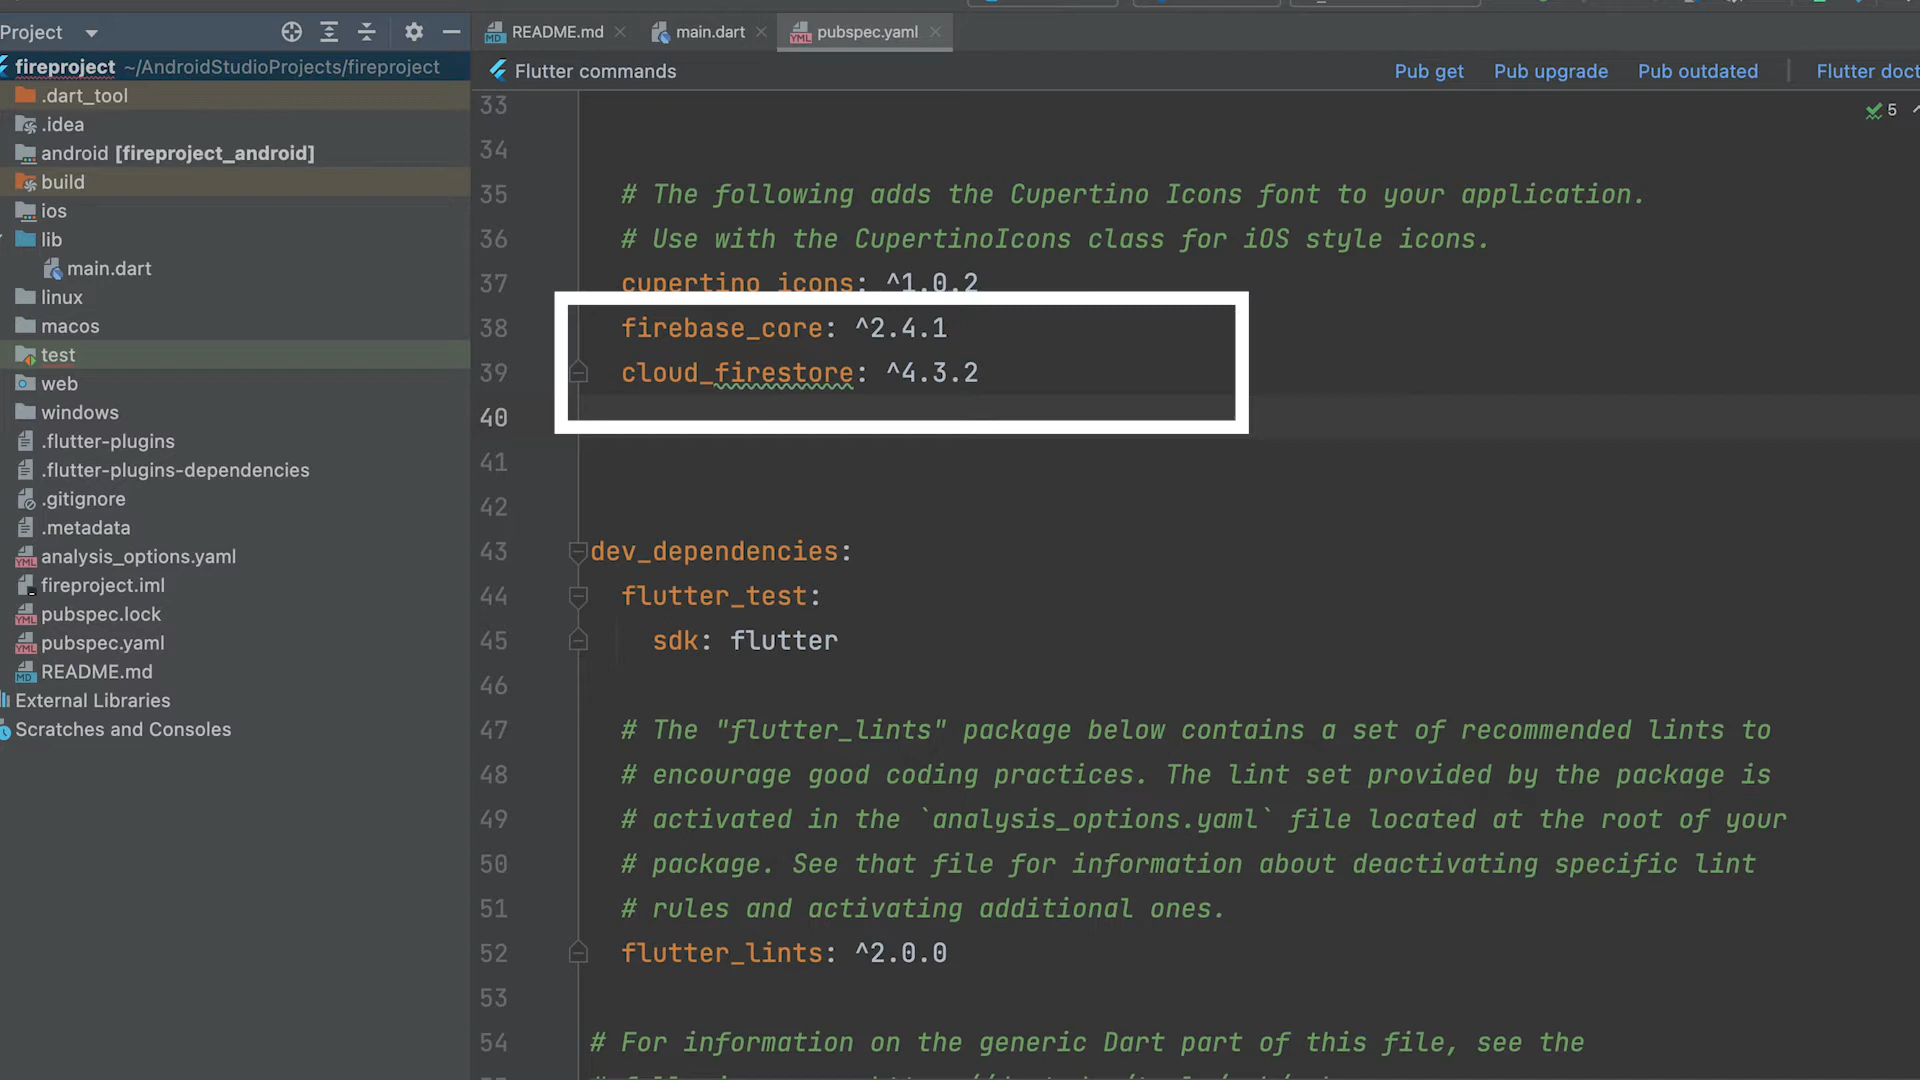 Project
README.md
main.dart
pubspec.yaml
fireproject ~/AndroidStudioProjects/fireproject
Flutter commands
Pub get
Pub upgrade
Pub outdated
Flutter doct
.dart_tool
.idea
android [fireproject_android]
build
ios
lib
main.dart
linux
macos
test
web
windows
.flutter-plugins
.flutter-plugins-dependencies
.gitignore
.metadata
analysis_options.yaml
fireproject.iml
pubspec.lock
pubspec.yaml
README.md
External Libraries
Scratches and Consoles
5
33
34
35 # The following adds the Cupertino Icons font to your application.
36 # Use with the CupertinoIcons class for iOS style icons.
37 cupertino_icons: ^1.0.2
38 firebase_core: ^2.4.1
39 cloud_firestore: ^4.3.2
40
41
42
43 dev_dependencies:
44 flutter_test:
45 sdk: flutter
46
47 # The "flutter_lints" package below contains a set of recommended lints to
48 # encourage good coding practices. The lint set provided by the package is
49 # activated in the `analysis_options.yaml` file located at the root of your
50 # package. See that file for information about deactivating specific lint
51 # rules and activating additional ones.
52 flutter_lints: ^2.0.0
53
54 # For information on the generic Dart part of this file, see the